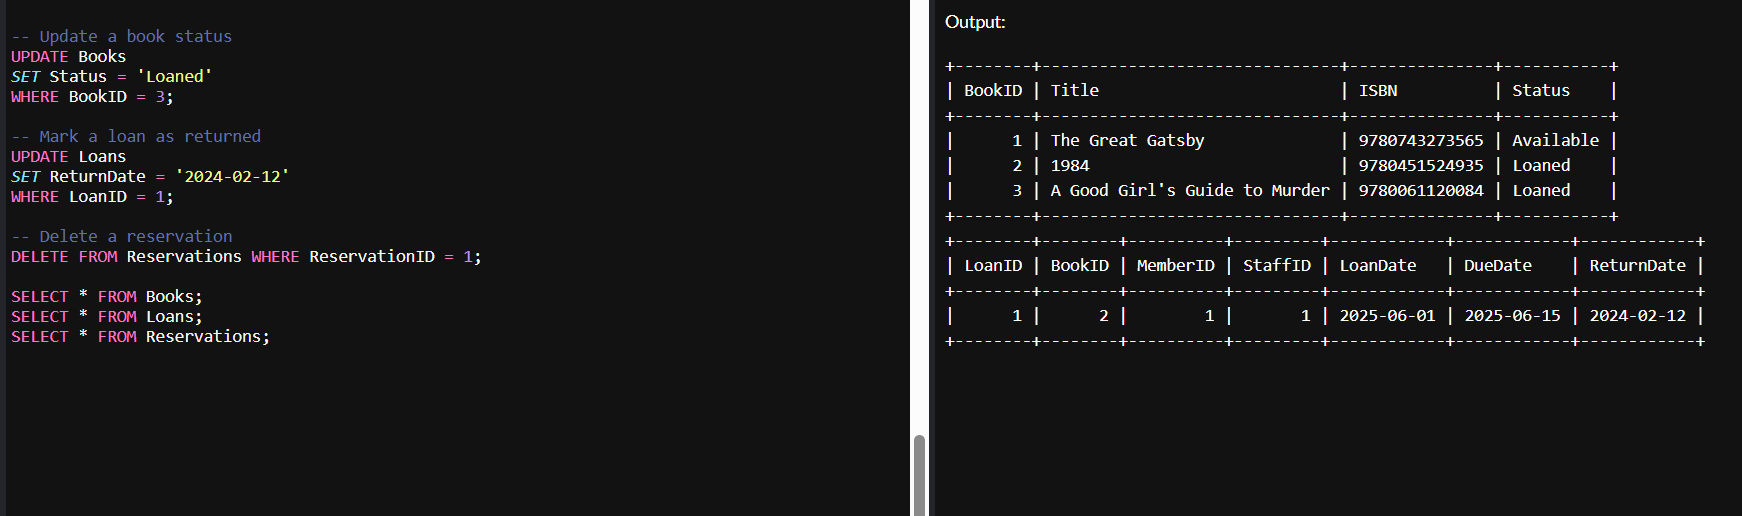 -- Update a book status
UPDATE Books
SET Status = 'Loaned'
WHERE BookID = 3;
-- Mark a loan as returned
UPDATE Loans
SET ReturnDate = '2024-02-12'
WHERE LoanID = 1;
-- Delete a reservation
DELETE FROM Reservations WHERE ReservationID = 1;
SELECT * FROM Books;
SELECT * FROM Loans;
SELECT * FROM Reservations;
Output:
+--------+-------------------------------+---------------+-----------+
| BookID | Title                         | ISBN          | Status    |
+--------+-------------------------------+---------------+-----------+
|      1 | The Great Gatsby              | 9780743273565 | Available |
|      2 | 1984                          | 9780451524935 | Loaned    |
|      3 | A Good Girl's Guide to Murder | 9780061120084 | Loaned    |
+--------+-------------------------------+---------------+-----------+
+--------+--------+----------+---------+------------+------------+------------+
| LoanID | BookID | MemberID | StaffID | LoanDate   | DueDate    | ReturnDate |
+--------+--------+----------+---------+------------+------------+------------+
|      1 |      2 |        1 |       1 | 2025-06-01 | 2025-06-15 | 2024-02-12 |
+--------+--------+----------+---------+------------+------------+------------+